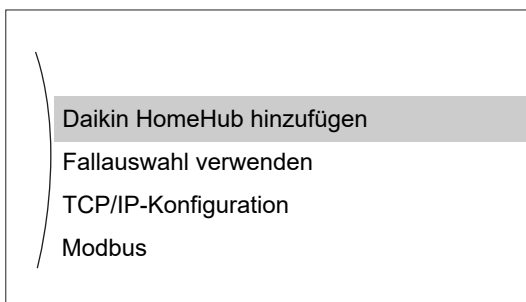 Daikin HomeHub hinzufügen
Fallauswahl verwenden
TCP/IP-Konfiguration
Modbus